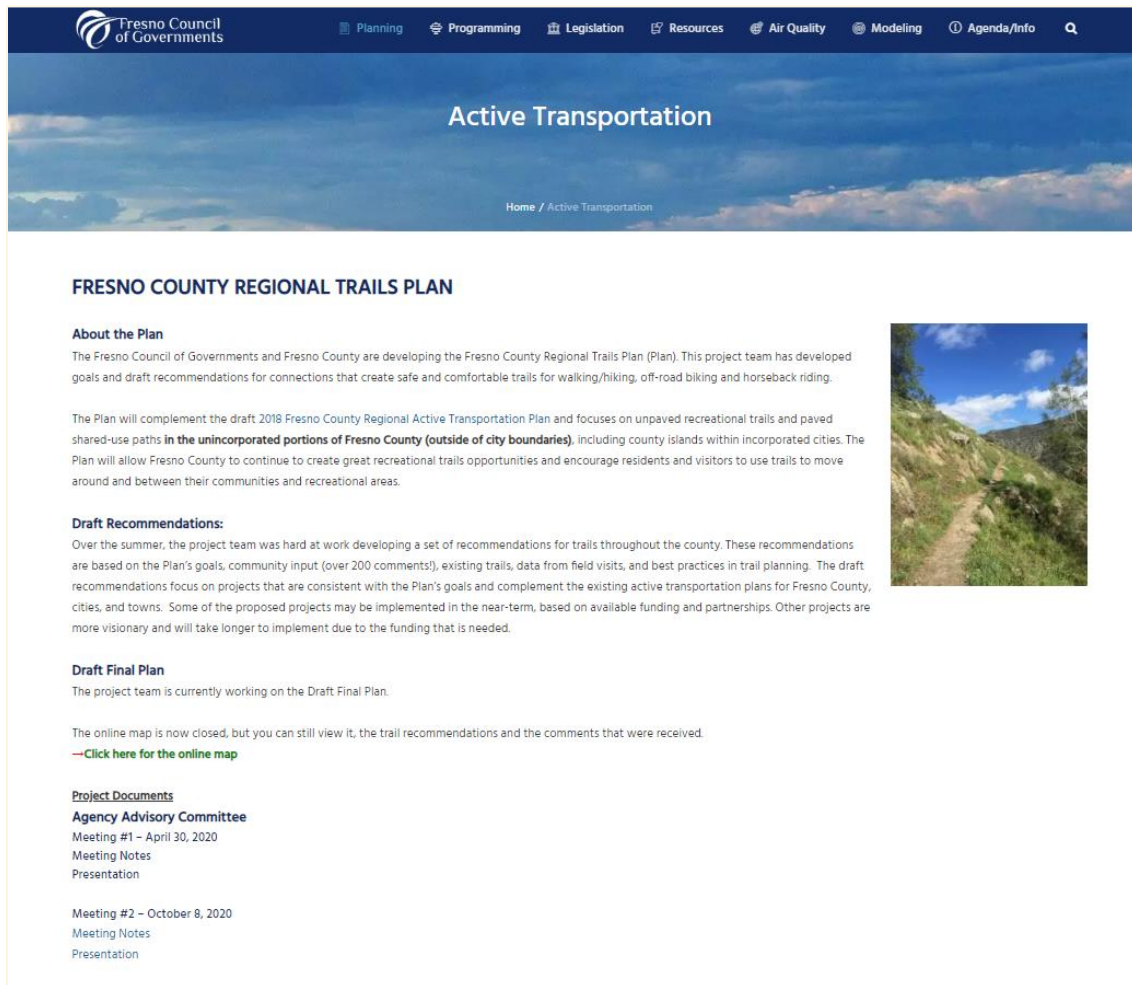 Fresno Council
of Governments
Planning Programming Legislation Resources Air Quality Modeling Agenda/Info
Active Transportation
Home / Active Transportation
FRESNO COUNTY REGIONAL TRAILS PLAN
About the Plan
The Fresno Council of Governments and Fresno County are developing the Fresno County Regional Trails Plan (Plan). This project team has developed
goals and draft recommendations for connections that create safe and comfortable trails for walking/hiking, off-road biking and horseback riding.
The Plan will complement the draft 2018 Fresno County Regional Active Transportation Plan and focuses on unpaved recreational trails and paved
shared-use paths in the unincorporated portions of Fresno County (outside of city boundaries), including county islands within incorporated cities. The
Plan will allow Fresno County to continue to create great recreational trails opportunities and encourage residents and visitors to use trails to move
around and between their communities and recreational areas.
Draft Recommendations:
Over the summer, the project team was hard at work developing a set of recommendations for trails throughout the county. These recommendations
are based on the Plan's goals, community input (over 200 comments!), existing trails, data from field visits, and best practices in trail planning. The draft
recommendations focus on projects that are consistent with the Plan's goals and complement the existing active transportation plans for Fresno County,
cities, and towns. Some of the proposed projects may be implemented in the near-term, based on available funding and partnerships. Other projects are
more visionary and will take longer to implement due to the funding that is needed.
Draft Final Plan
The project team is currently working on the Draft Final Plan.
The online map is now closed, but you can still view it, the trail recommendations and the comments that were received.
→Click here for the online map
Project Documents
Agency Advisory Committee
Meeting #1 – April 30, 2020
Meeting Notes
Presentation
Meeting #2 – October 8, 2020
Meeting Notes
Presentation